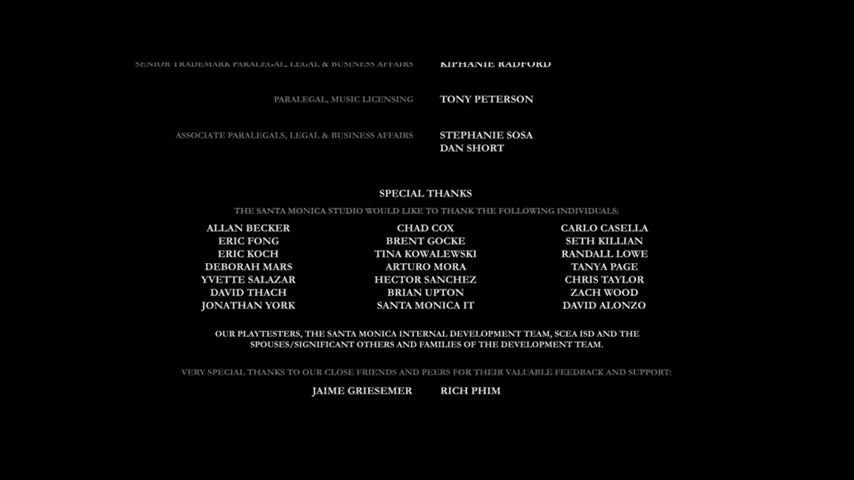 SENIOR TRADEMARK PARALEGAL, LEGAL & BUSINESS AFFAIRS KIPHANIE RADFORD
PARALEGAL, MUSIC LICENSING TONY PETERSON
ASSOCIATE PARALEGALS, LEGAL & BUSINESS AFFAIRS STEPHANIE SOSA
DAN SHORT
SPECIAL THANKS
THE SANTA MONICA STUDIO WOULD LIKE TO THANK THE FOLLOWING INDIVIDUALS:
ALLAN BECKER CHAD COX CARLO CASELLA
ERIC FONG BRENT GOCKE SETH KILLIAN
ERIC KOCH TINA KOWALEWSKI RANDALL LOWE
DEBORAH MARS ARTURO MORA TANYA PAGE
YVETTE SALAZAR HECTOR SANCHEZ CHRIS TAYLOR
DAVID THACH BRIAN UPTON ZACH WOOD
JONATHAN YORK SANTA MONICA IT DAVID ALONZO
OUR PLAYTESTERS, THE SANTA MONICA INTERNAL DEVELOPMENT TEAM, SCEA ISD AND THE
SPOUSES/SIGNIFICANT OTHERS AND FAMILIES OF THE DEVELOPMENT TEAM.
VERY SPECIAL THANKS TO OUR CLOSE FRIENDS AND PEERS FOR THEIR VALUABLE FEEDBACK AND SUPPORT:
JAIME GRIESEMER RICH PHIM